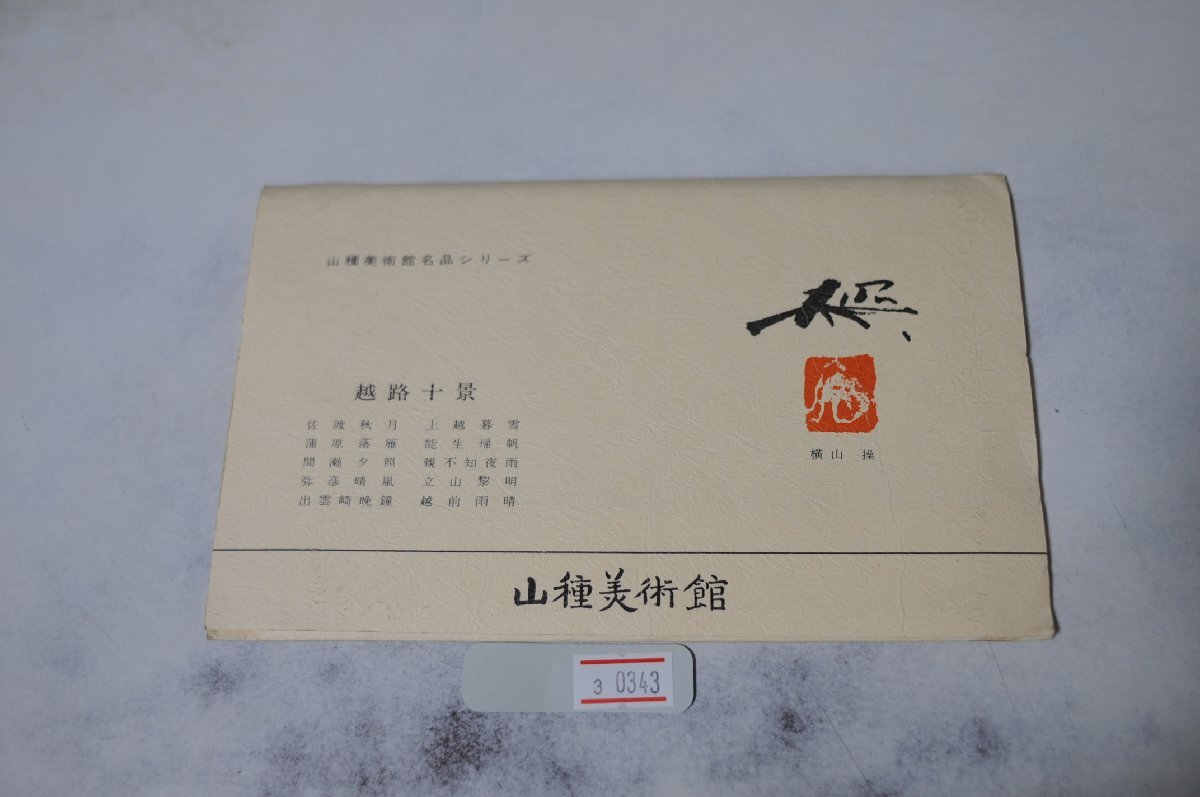 山種美術館名品シリーズ
越路十景
佐渡秋月 上越暮雪
蒲原落雁 能生帰帆
間瀬夕照 親不知夜雨
弥彦晴嵐 立山黎明
出雲崎晩鐘 越前雨晴
操
横山 操
山種美術館
3 0343